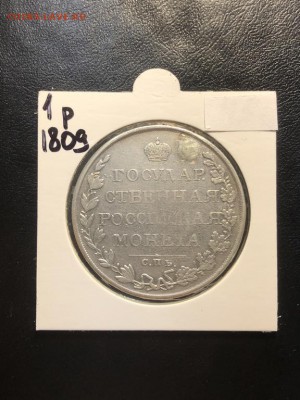 1 р
1809
ГОСУДАР
СТВЕННАЯ
РОССІЙСКАЯ
МОНЕТА
С.П.Б.